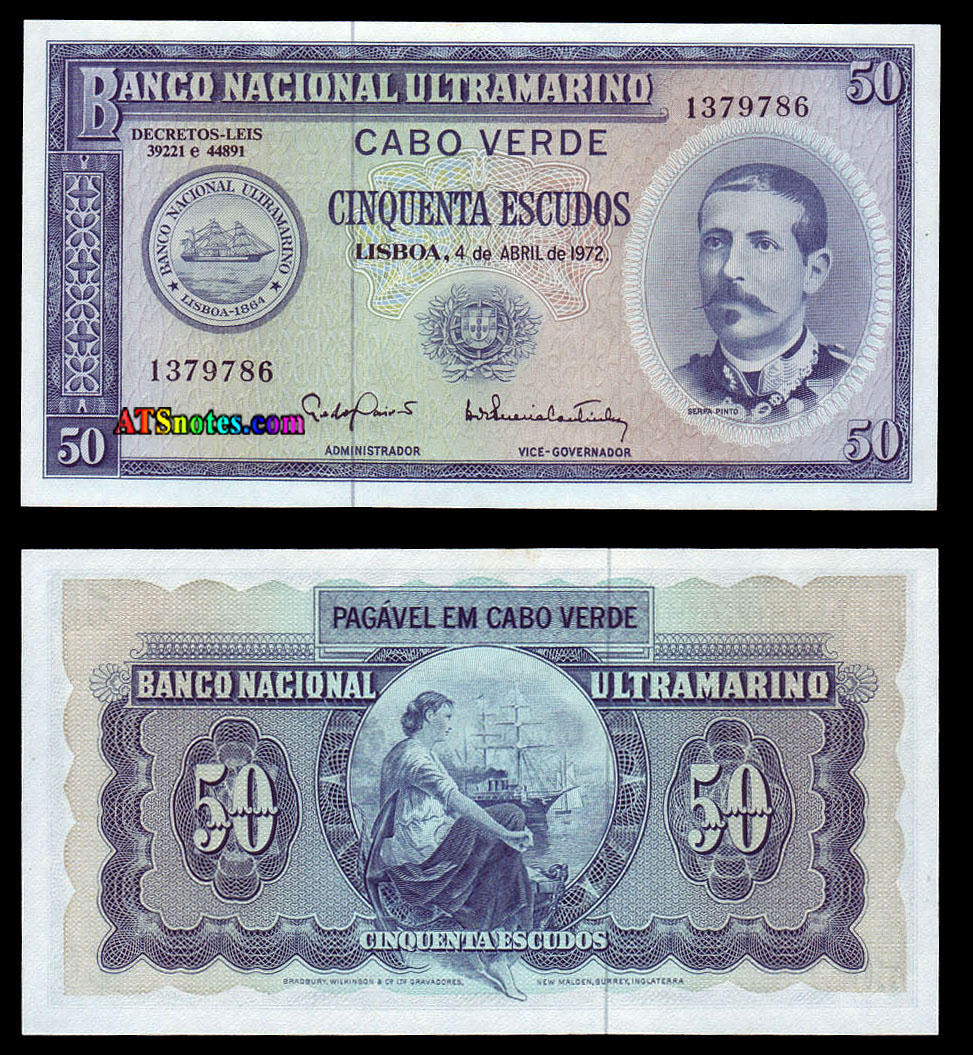 BANCO NACIONAL ULTRAMARINO
50
1379786
DECRETOS-LEIS
39221 e 44891
CABO VERDE
CINQUENTA ESCUDOS
LISBOA, 4 de ABRIL de 1972.
BANCO NACIONAL ULTRAMARINO
★ LISBOA-1864 ★
1379786
SERPA PINTO
ATSnotes.com
ADMINISTRADOR
VICE-GOVERNADOR
50
50
PAGÁVEL EM CABO VERDE
BANCO NACIONAL ULTRAMARINO
50
50
CINQUENTA ESCUDOS
BRADBURY, WILKINSON & Cº LDº GRAVADORES, NEW MALDEN, SURREY, INGLATERRA